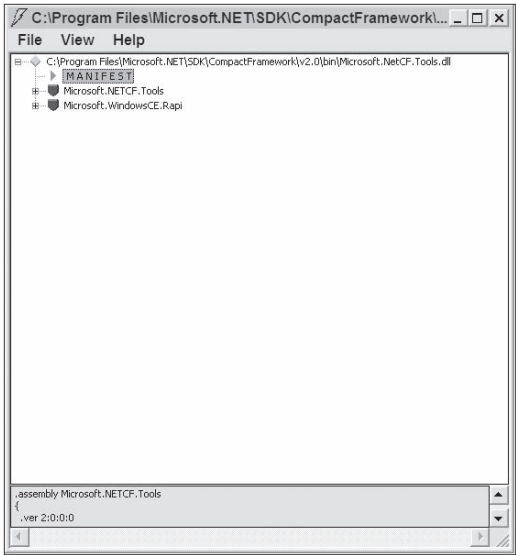 C:\Program Files\Microsoft.NET\SDK\CompactFramework\...
File View Help
C:\Program Files\Microsoft.NET\SDK\CompactFramework\v2.0\bin\Microsoft.NetCF.Tools.dll
MANIFEST
Microsoft.NETCF.Tools
Microsoft.WindowsCE.Rapi
.assembly Microsoft.NETCF.Tools
{
.ver 2:0:0:0